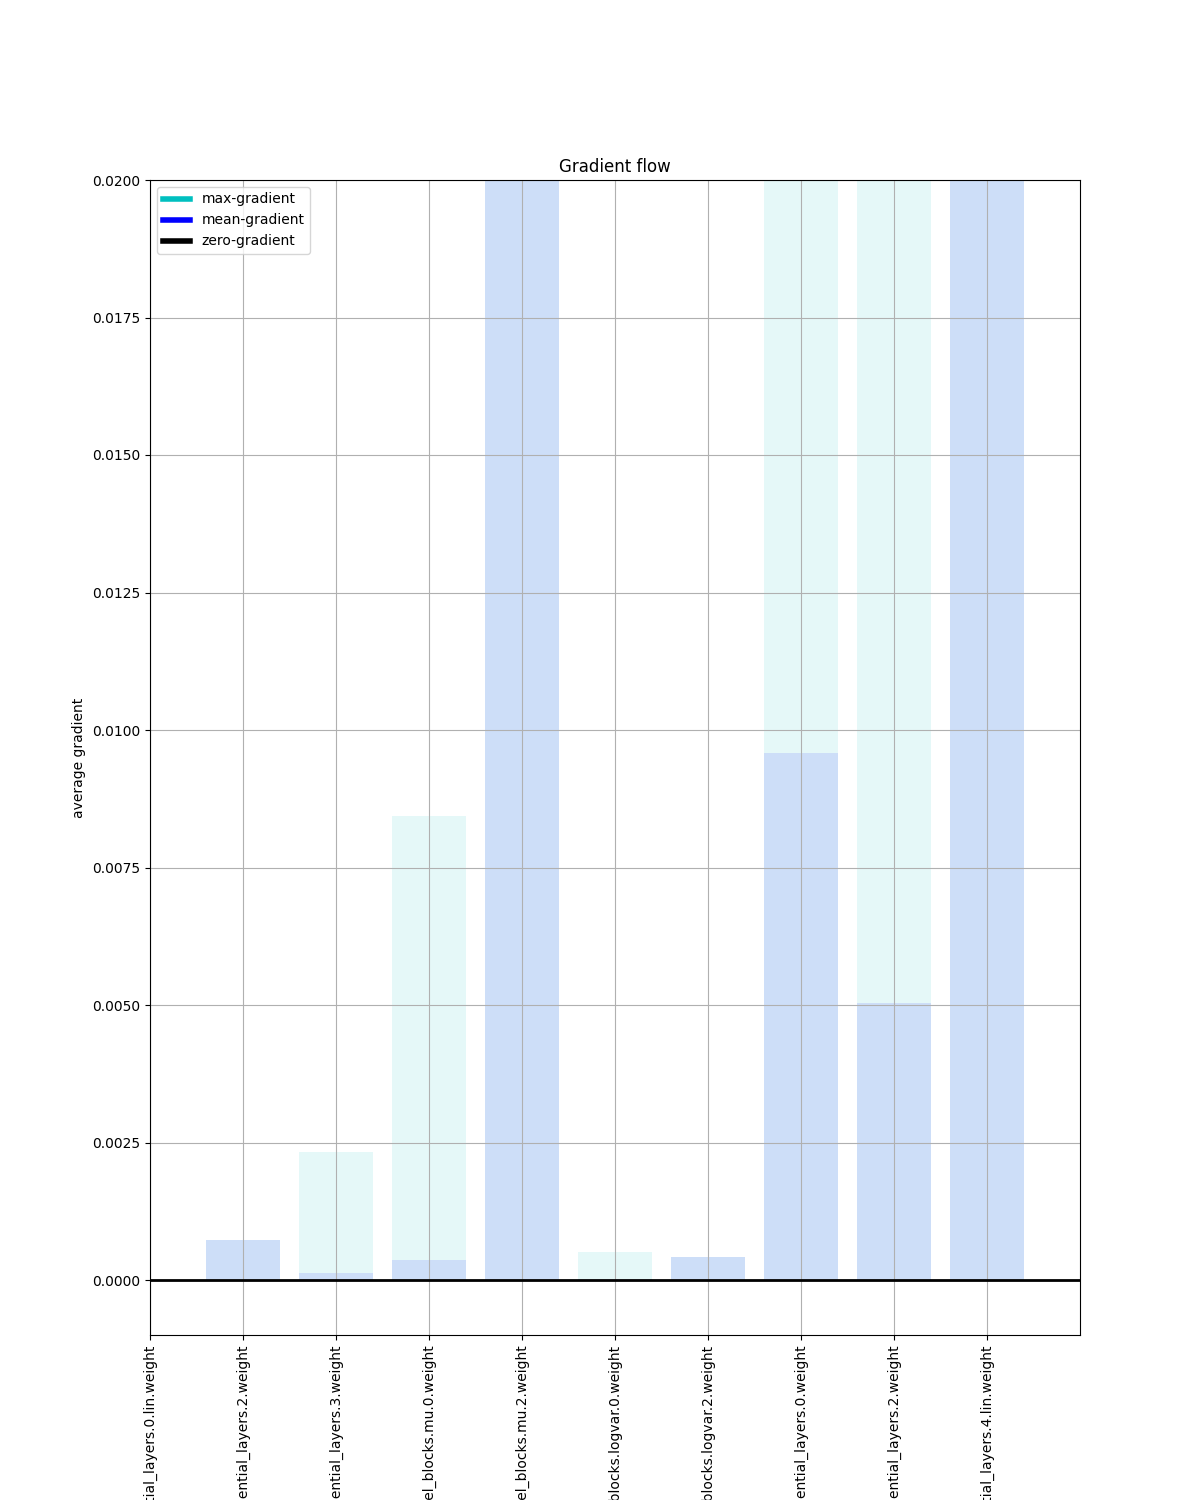 Gradient flow
max-gradient
mean-gradient
zero-gradient
0.0200
0.0175
0.0150
0.0125
0.0100
0.0075
0.0050
0.0025
0.0000
average gradient
tial_layers.0.lin.weight
ential_layers.2.weight
ential_layers.3.weight
el_blocks.mu.0.weight
el_blocks.mu.2.weight
blocks.logvar.0.weight
blocks.logvar.2.weight
ential_layers.0.weight
ential_layers.2.weight
tial_layers.4.lin.weight